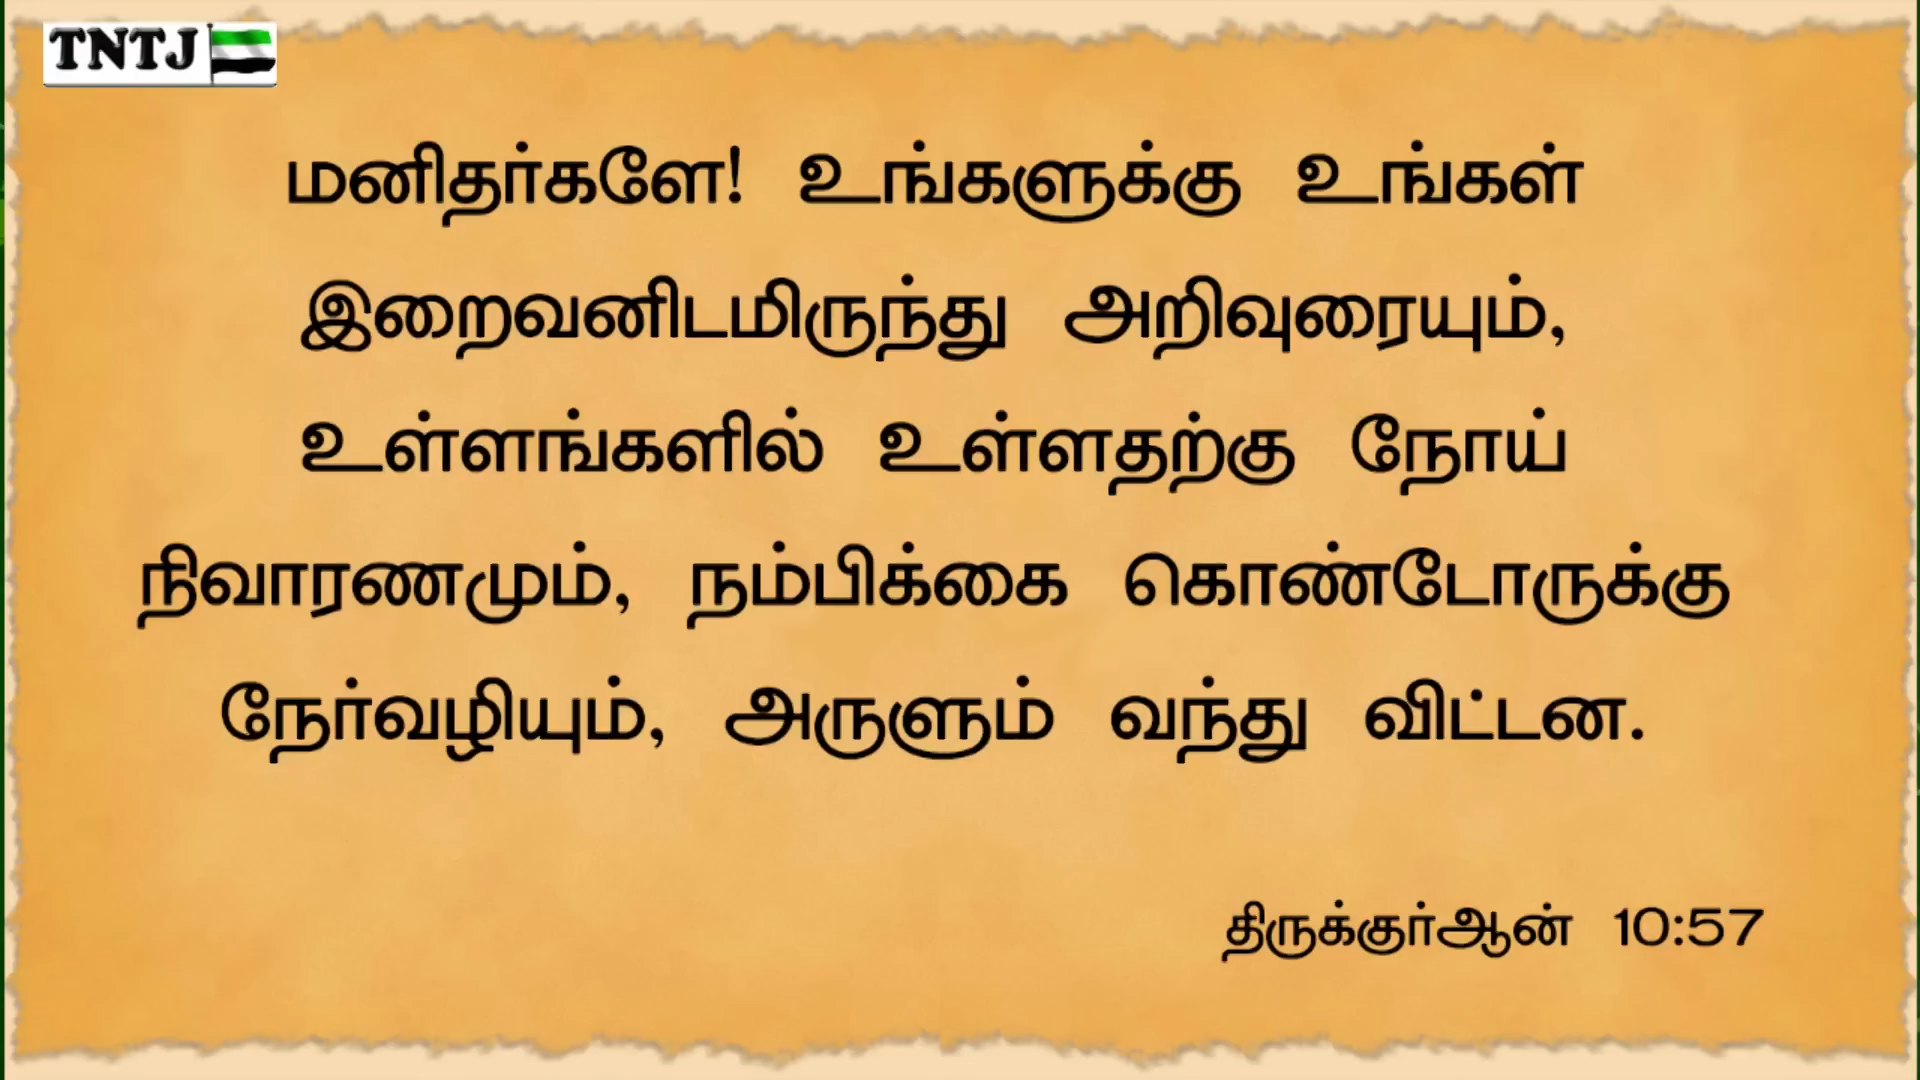 TNTJ
மனிதர்களே! உங்களுக்கு உங்கள்
இறைவனிடமிருந்து அறிவுரையும்,
உள்ளங்களில் உள்ளதற்கு நோய்
நிவாரணமும், நம்பிக்கை கொண்டோருக்கு
நேர்வழியும், அருளும் வந்து விட்டன.
திருக்குர்ஆன் 10:57